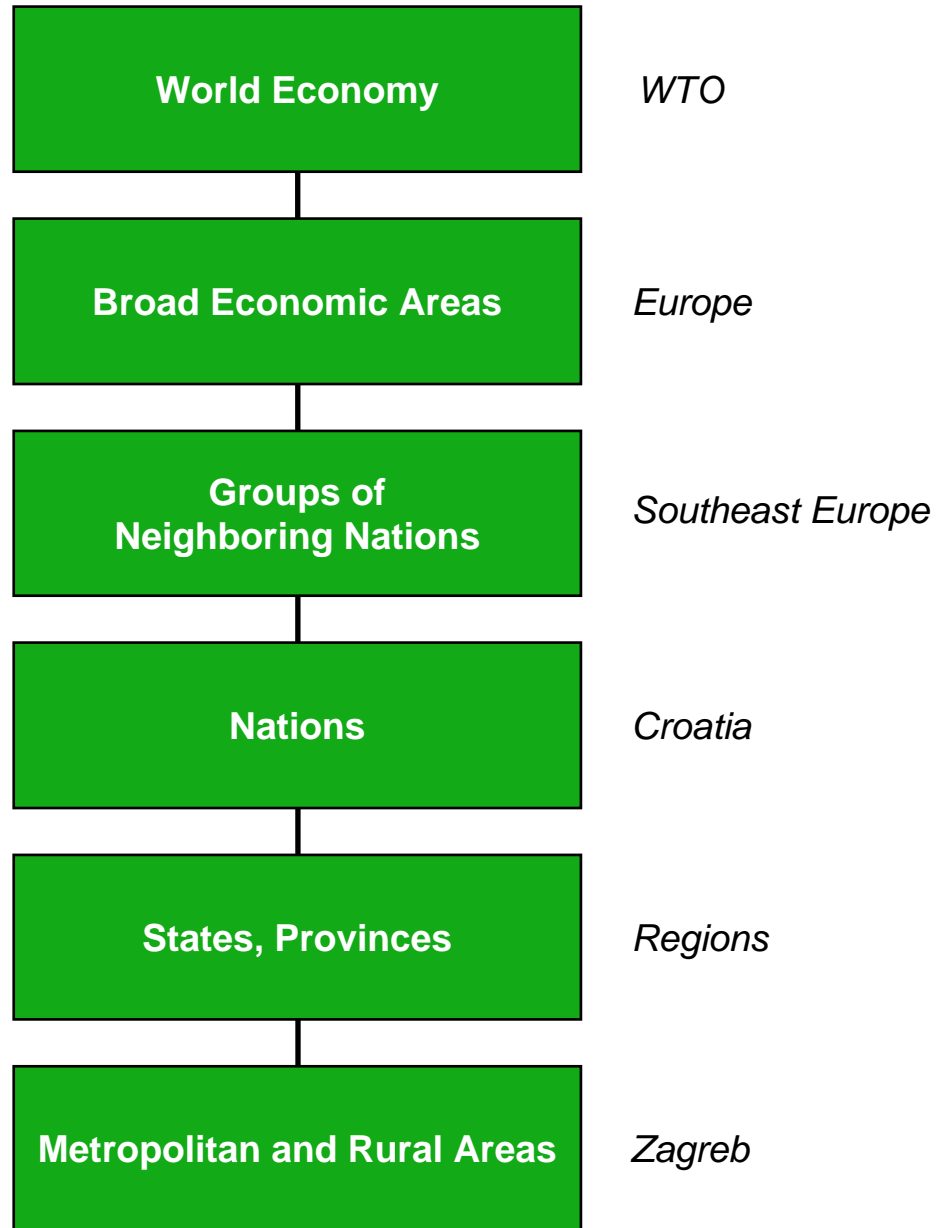 World Economy
WTO
Broad Economic Areas
Europe
Groups of
Neighboring Nations
Southeast Europe
Nations
Croatia
States, Provinces
Regions
Metropolitan and Rural Areas
Zagreb